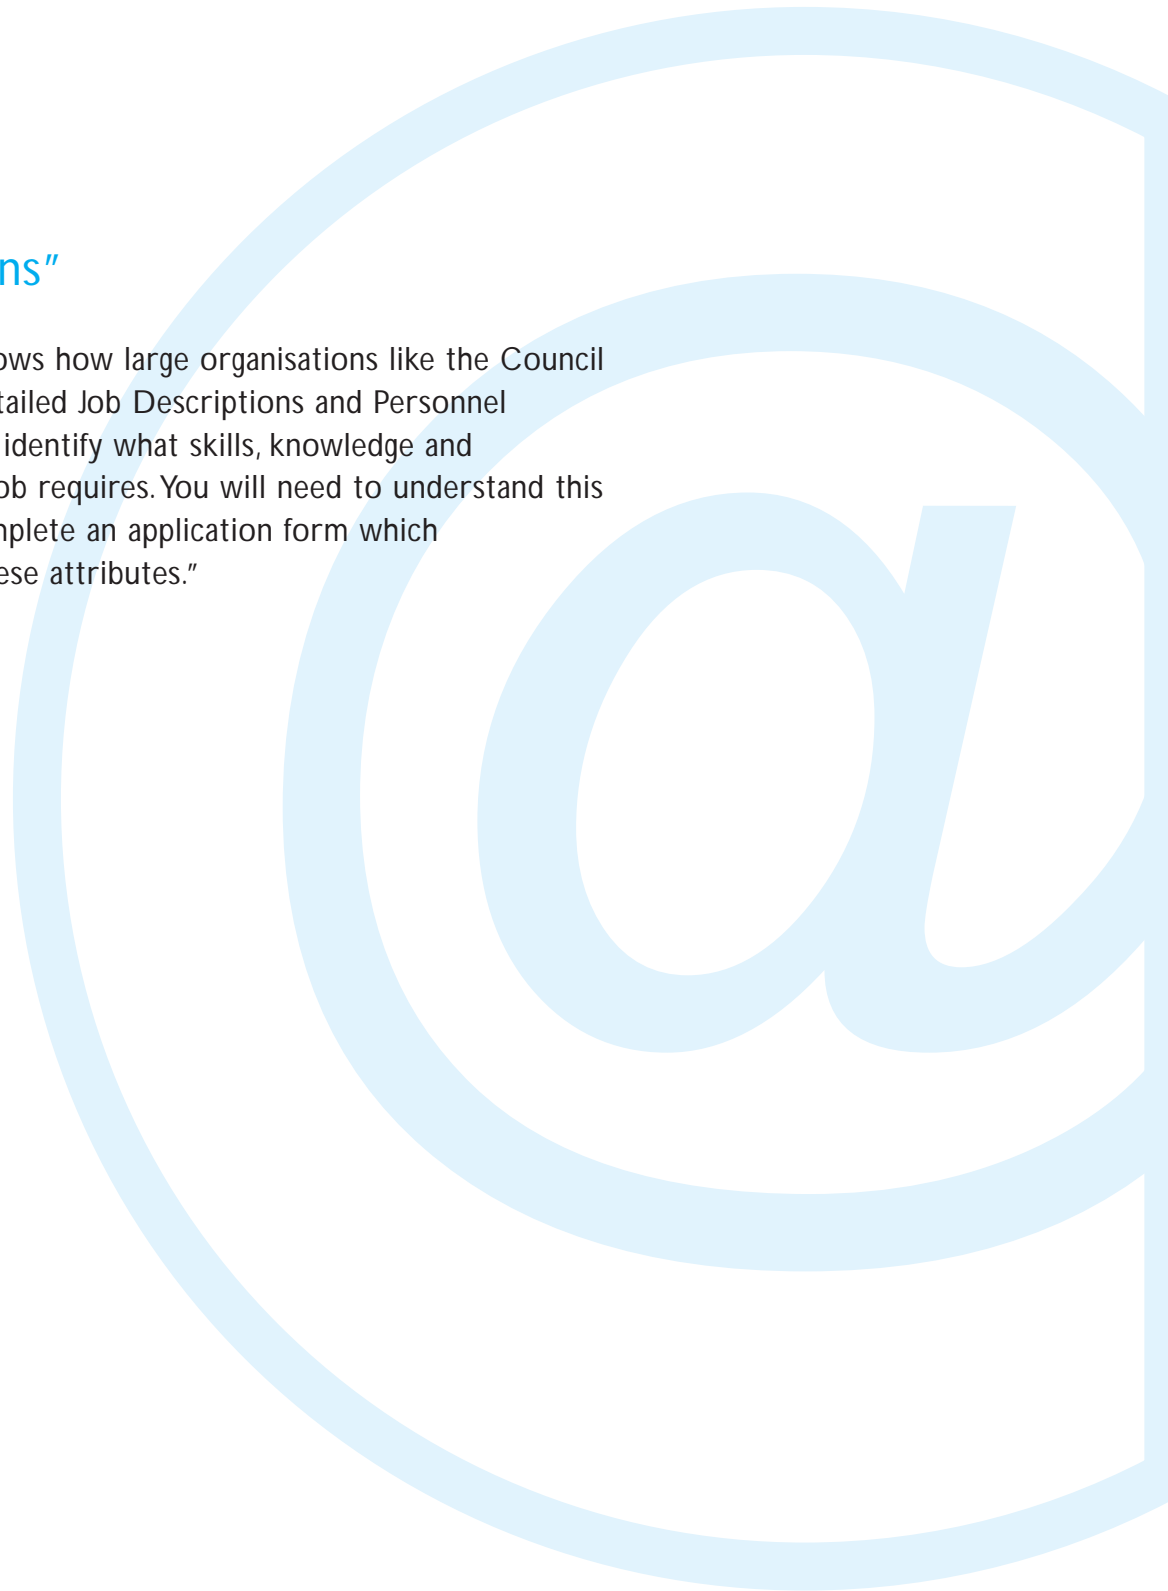 ns"
ows how large organisations like the Council
tailed Job Descriptions and Personnel
identify what skills, knowledge and
ob requires. You will need to understand this
mplete an application form which
ese attributes."
@